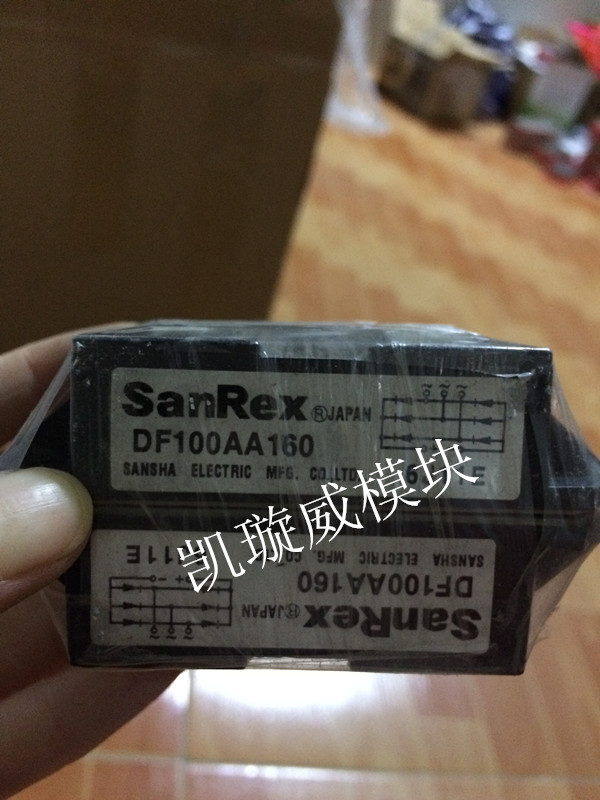 SanRex ® JAPAN
DF100AA160
SANSHA ELECTRIC MFG. CO. LTD
凯璇威模块
SanRex ® JAPAN
DF100AA160
SANSHA ELECTRIC MFG. CO.